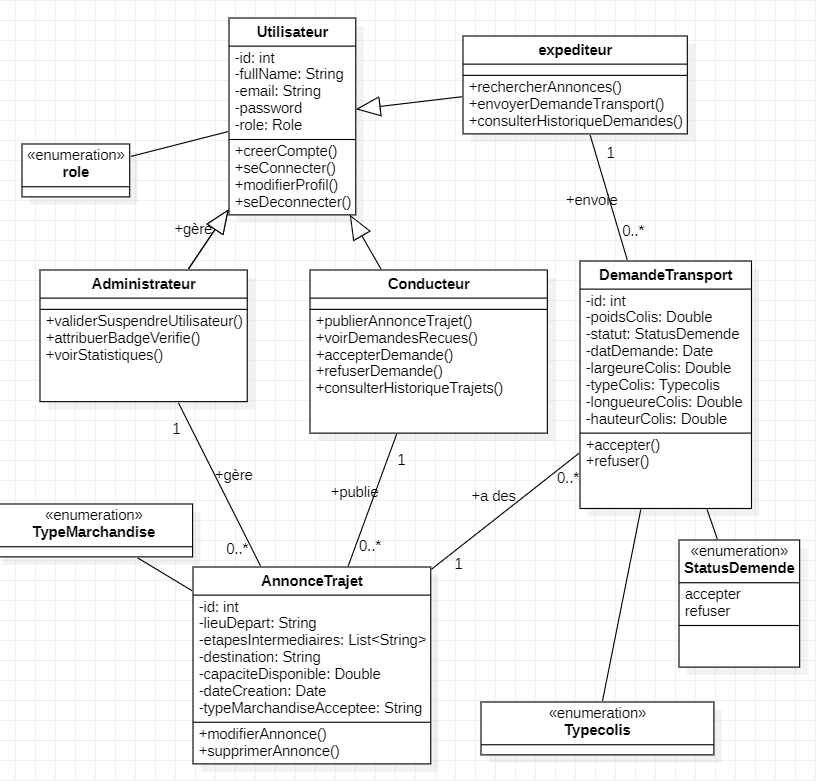 Utilisateur
-id: int
-fullName: String
-email: String
-password
-role: Role
+creerCompte()
+seConnecter()
+modifierProfil()
+seDeconnecter()
expediteur
+rechercherAnnonces()
+envoyerDemandeTransport()
+consulterHistoriqueDemandes()
«enumeration»
role
1
+envoie
0..*
+gère
Administrateur
+validerSuspendreUtilisateur()
+attribuerBadgeVerifie()
+voirStatistiques()
Conducteur
+publierAnnonceTrajet()
+voirDemandesRecues()
+accepterDemande()
+refuserDemande()
+consulterHistoriqueTrajets()
DemandeTransport
-id: int
-poidsColis: Double
-statut: StatusDemende
-datDemande: Date
-largeureColis: Double
-typeColis: Typecolis
-longueureColis: Double
-hauteurColis: Double
+accepter()
+refuser()
1
+gère
0..*
1
+publie
0..*
0..*
+a des
1
«enumeration»
TypeMarchandise
«enumeration»
StatusDemende
accepter
refuser
AnnonceTrajet
-id: int
-lieuDepart: String
-etapesIntermediaires: List<String>
-destination: String
-capaciteDisponible: Double
-dateCreation: Date
-typeMarchandiseAcceptee: String
+modifierAnnonce()
+supprimerAnnonce()
«enumeration»
Typecolis